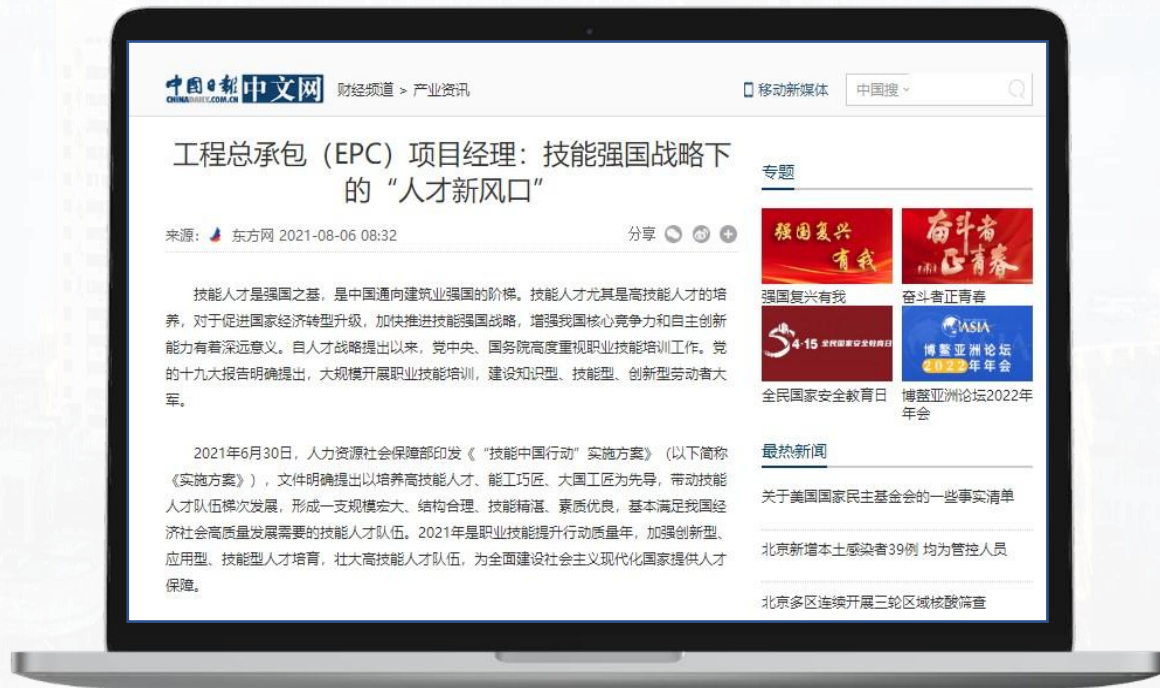 中国日报 中文网 财经频道 > 产业资讯
CHINADAILY.COM.CN
移动新媒体 中国搜
工程总承包（EPC）项目经理：技能强国战略下
的“人才新风口”
来源： 东方网 2021-08-06 08:32 分享
技能人才是强国之基，是中国通向建筑业强国的阶梯。技能人才尤其是高技能人才的培
养，对于促进国家经济转型升级，加快推进技能强国战略，增强我国核心竞争力和自主创新
能力有着深远意义。自人才战略提出以来，党中央、国务院高度重视职业技能培训工作。党
的十九大报告明确提出，大规模开展职业技能培训，建设知识型、技能型、创新型劳动者大
军。
2021年6月30日，人力资源社会保障部印发《“技能中国行动”实施方案》（以下简称
《实施方案》），文件明确提出以培养高技能人才、能工巧匠、大国工匠为先导，带动技能
人才队伍梯次发展，形成一支规模宏大、结构合理、技能精湛、素质优良，基本满足我国经
济社会高质量发展需要的技能人才队伍。2021年是职业技能提升行动质量年，加强创新型、
应用型、技能型人才培育，壮大高技能人才队伍，为全面建设社会主义现代化国家提供人才
保障。
专题
强国复兴
有我
强国复兴有我
奋斗者
正青春
奋斗者正青春
4·15 全民国家安全教育日
全民国家安全教育日
ASIA
博鳌亚洲论坛
2022年年会
博鳌亚洲论坛2022年
年会
最热新闻
关于美国国家民主基金会的一些事实清单
北京新增本土感染者39例 均为管控人员
北京多区连续开展三轮区域核酸筛查